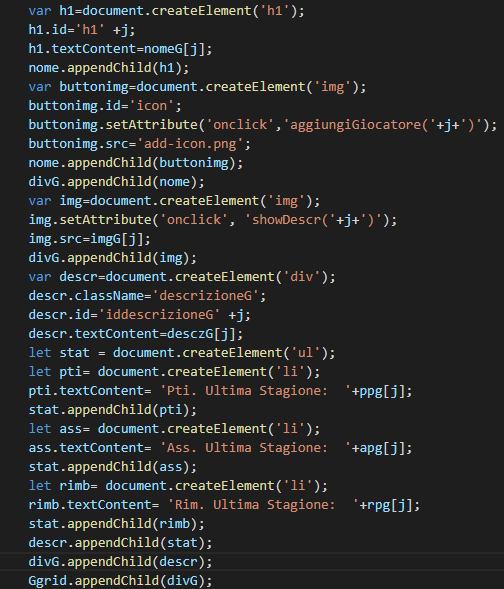 var h1=document.createElement('h1');
h1.id='h1' +j;
h1.textContent=nomeG[j];
nome.appendChild(h1);
var buttonimg=document.createElement('img');
buttonimg.id='icon';
buttonimg.setAttribute('onclick','aggiungiGiocatore('+j+')');
buttonimg.src='add-icon.png';
nome.appendChild(buttonimg);
divG.appendChild(nome);
var img=document.createElement('img');
img.setAttribute('onclick', 'showDescr('+j+')');
img.src=imgG[j];
divG.appendChild(img);
var descr=document.createElement('div');
descr.className='descrizioneG';
descr.id='iddescrizioneG' +j;
descr.textContent=desczG[j];
let stat = document.createElement('ul');
let pti= document.createElement('li');
pti.textContent= 'Pti. Ultima Stagione:  '+ppg[j];
stat.appendChild(pti);
let ass= document.createElement('li');
ass.textContent= 'Ass. Ultima Stagione:  '+apg[j];
stat.appendChild(ass);
let rimb= document.createElement('li');
rimb.textContent= 'Rim. Ultima Stagione:  '+rpg[j];
stat.appendChild(rimb);
descr.appendChild(stat);
divG.appendChild(descr);
Ggrid.appendChild(divG);